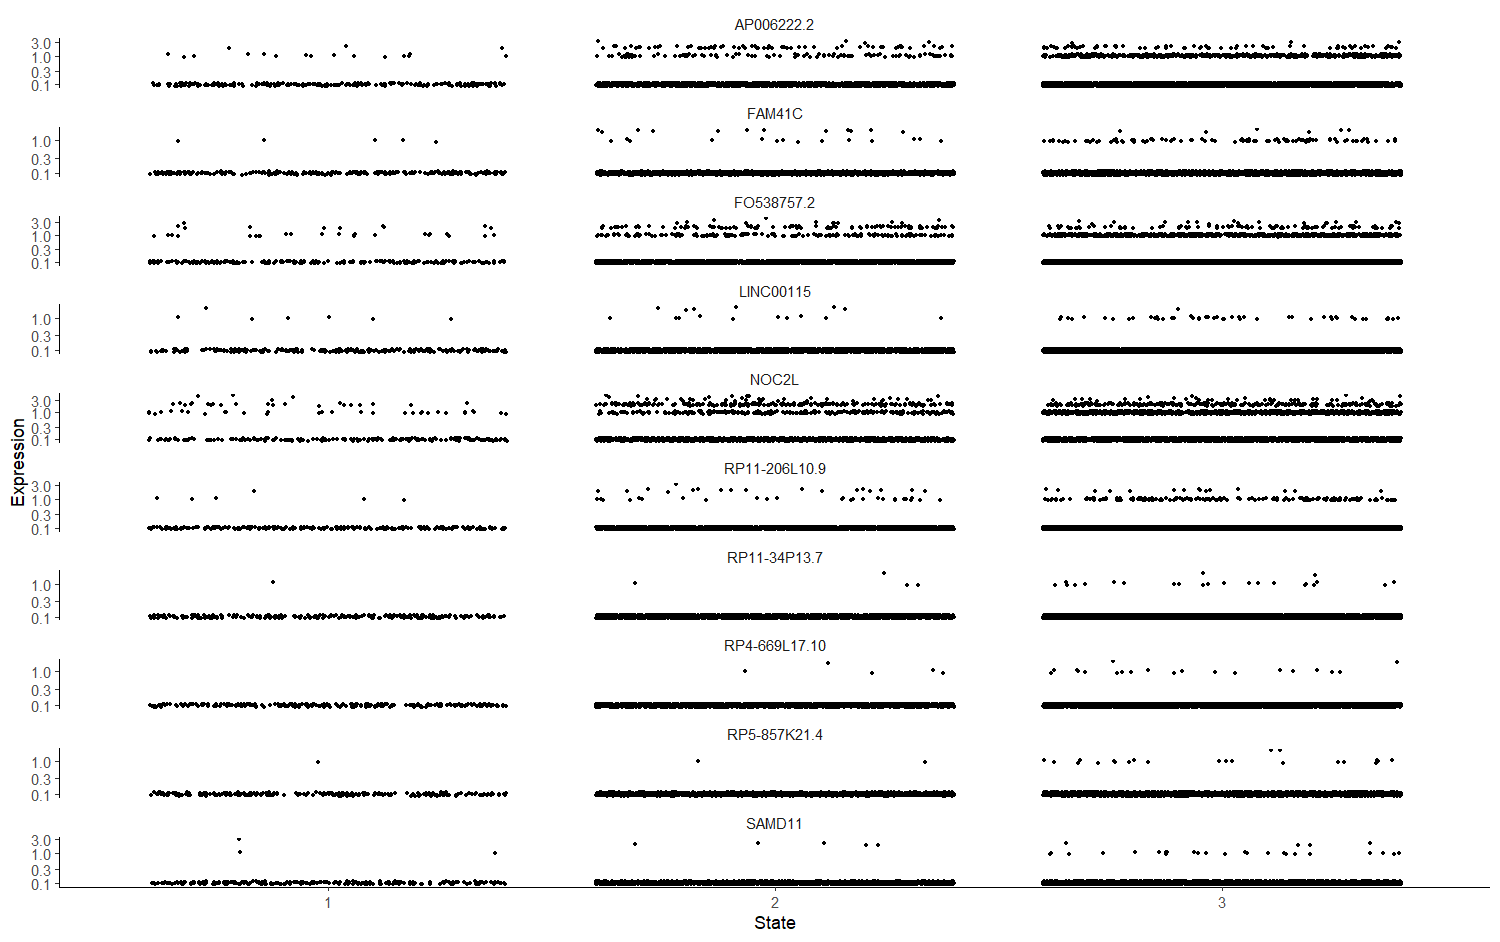 AP006222.2
3.0
1.0
0.3
0.1
FAM41C
1.0
0.3
0.1
FO538757.2
3.0
1.0
0.3
0.1
LINC00115
1.0
0.3
0.1
NOC2L
3.0
1.0
0.3
0.1
Expression
RP11-206L10.9
3.0
1.0
0.3
0.1
RP11-34P13.7
1.0
0.3
0.1
RP4-669L17.10
1.0
0.3
0.1
RP5-857K21.4
1.0
0.3
0.1
SAMD11
3.0
1.0
0.3
0.1
1 2 3
State